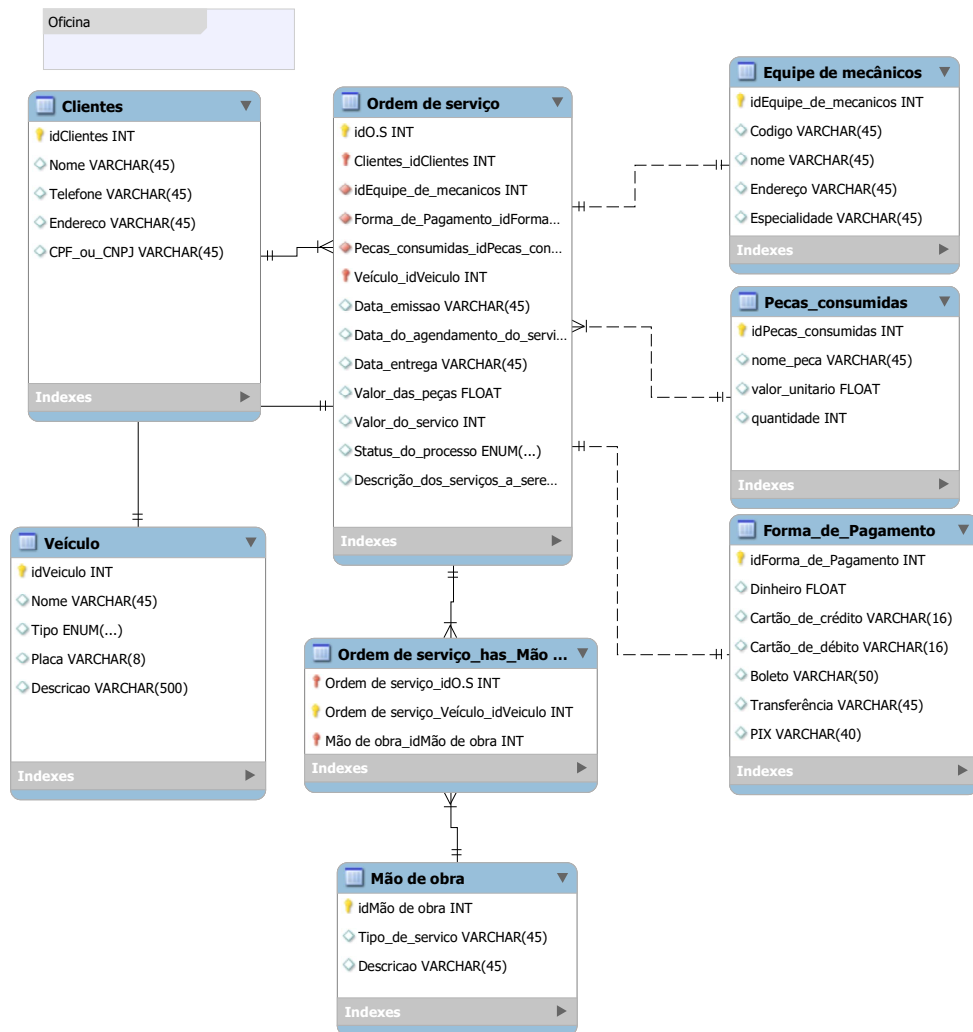 Oficina
Clientes
idClientes INT
Nome VARCHAR(45)
Telefone VARCHAR(45)
Endereco VARCHAR(45)
CPF_ou_CNPJ VARCHAR(45)
Indexes
Ordem de serviço
idO.S INT
Clientes_idClientes INT
idEquipe_de_mecanicos INT
Forma_de_Pagamento_idForma...
Pecas_consumidas_idPecas_con...
Veículo_idVeiculo INT
Data_emissao VARCHAR(45)
Data_do_agendamento_do_servi...
Data_entrega VARCHAR(45)
Valor_das_peças FLOAT
Valor_do_servico INT
Status_do_processo ENUM(...)
Descrição_dos_serviços_a_sere...
Indexes
Equipe de mecânicos
idEquipe_de_mecanicos INT
Codigo VARCHAR(45)
nome VARCHAR(45)
Endereço VARCHAR(45)
Especialidade VARCHAR(45)
Indexes
Pecas_consumidas
idPecas_consumidas INT
nome_peca VARCHAR(45)
valor_unitario FLOAT
quantidade INT
Indexes
Veículo
idVeiculo INT
Nome VARCHAR(45)
Tipo ENUM(...)
Placa VARCHAR(8)
Descricao VARCHAR(500)
Indexes
Forma_de_Pagamento
idForma_de_Pagamento INT
Dinheiro FLOAT
Cartão_de_crédito VARCHAR(16)
Cartão_de_débito VARCHAR(16)
Boleto VARCHAR(50)
Transferência VARCHAR(45)
PIX VARCHAR(40)
Indexes
Ordem de serviço_has_Mão ...
Ordem de serviço_idO.S INT
Ordem de serviço_Veículo_idVeiculo INT
Mão de obra_idMão de obra INT
Indexes
Mão de obra
idMão de obra INT
Tipo_de_servico VARCHAR(45)
Descricao VARCHAR(45)
Indexes